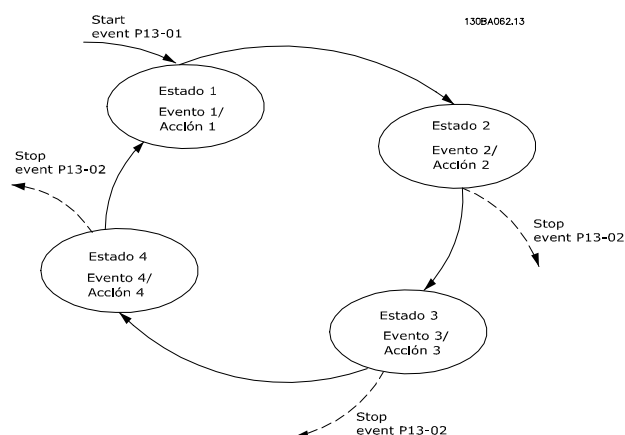 Start
event P13-01
130BA062.13
Estado 1
Evento 1/
Acción 1
Estado 2
Evento 2/
Acción 2
Stop
event P13-02
Stop
event P13-02
Estado 4
Evento 4/
Acción 4
Estado 3
Evento 3/
Acción 3
Stop
event P13-02